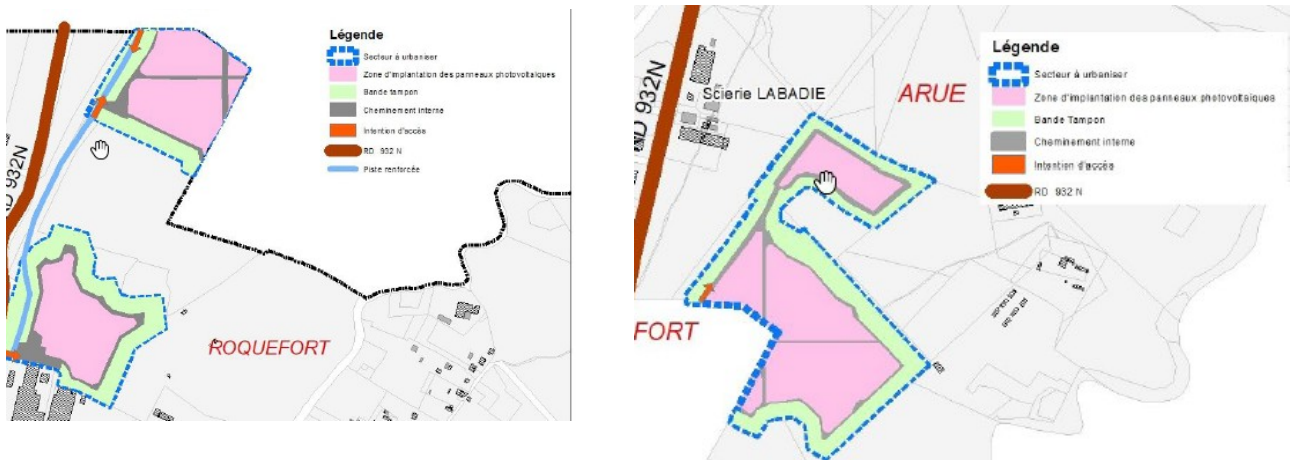 Légende
Secteur à urbaniser
Zone d'implantation des panneaux photovoltaiques
Bande tampon
Cheminement interne
Intention d'accès
RD 932 N
Piste renforcée
RD 932N
ROQUEFORT
Légende
Secteur à urbaniser
Zone d'implantation des panneaux photovoltaiques
Bande Tampon
Cheminement interne
Intention d'accès
RD 932 N
RD 932N
Scierie LABADIE
ARUE
FORT